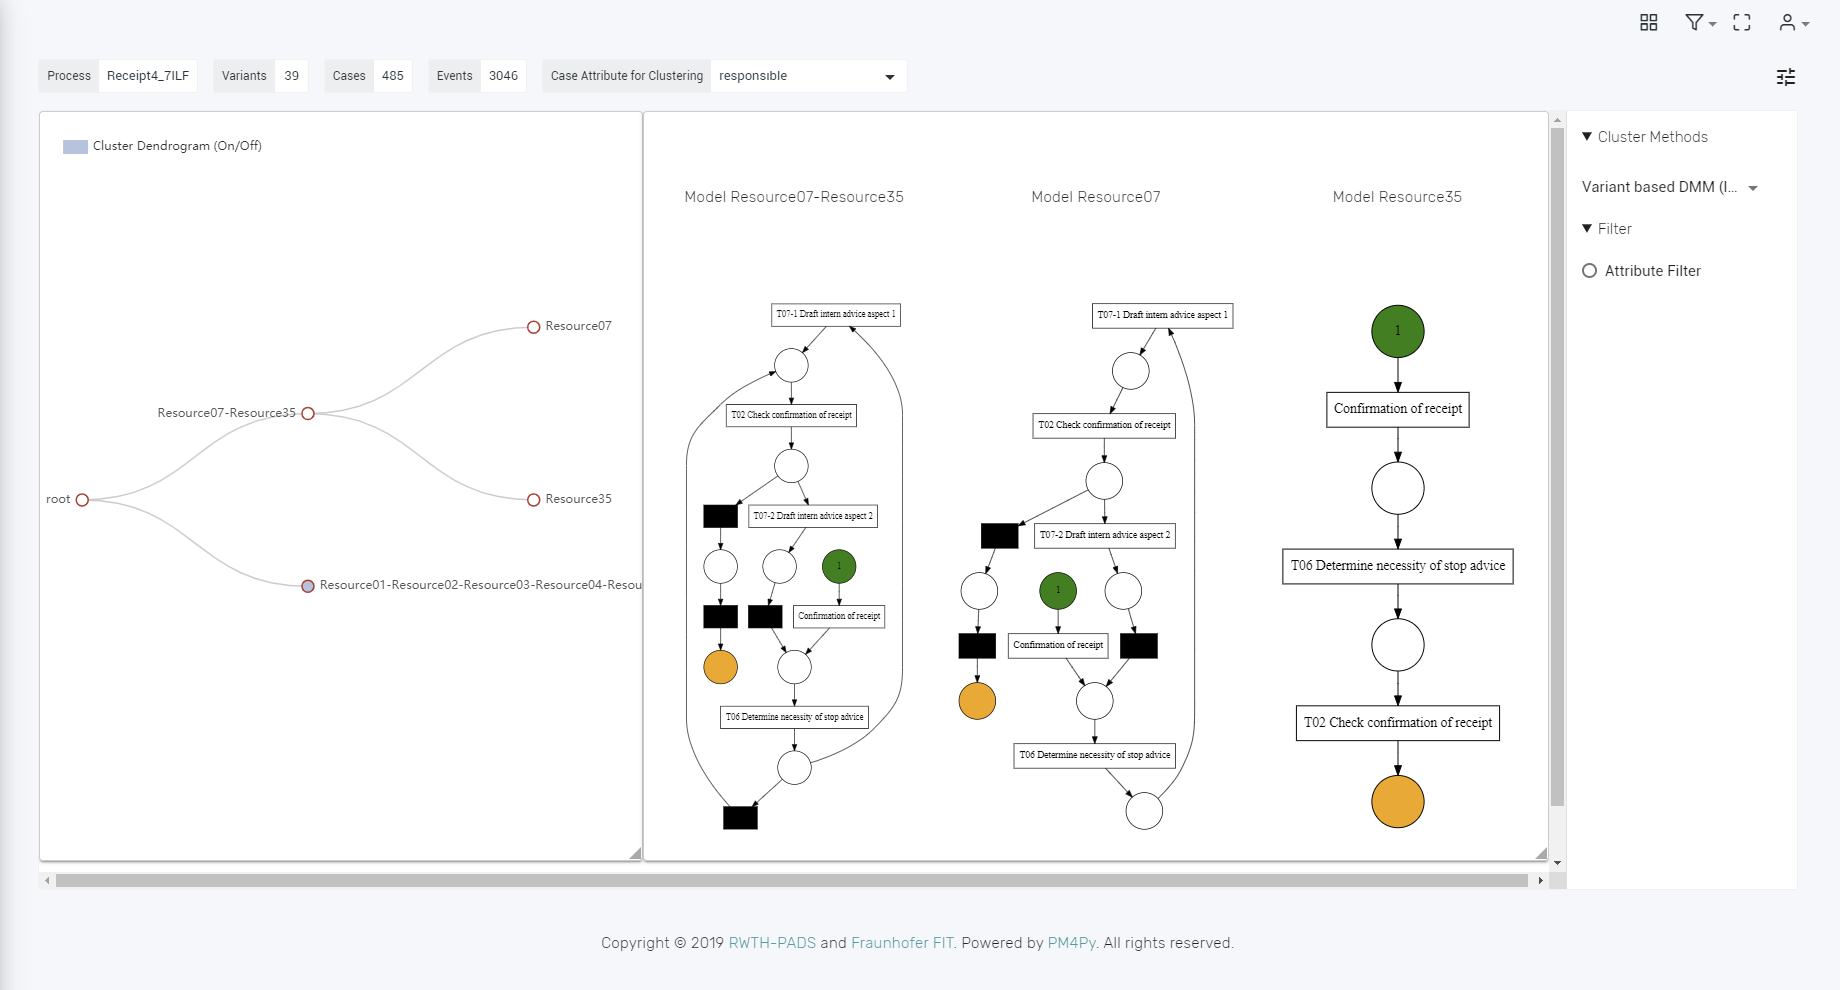 Process Receipt4_7ILF Variants 39 Cases 485 Events 3046 Case Attribute for Clustering responsible
Cluster Dendrogram (On/Off)
Resource07
Resource07-Resource35
root
Resource35
Resource01-Resource02-Resource03-Resource04-Resou
Model Resource07-Resource35
T07-1 Draft intern advice aspect 1
T02 Check confirmation of receipt
T07-2 Draft intern advice aspect 2
1
Confirmation of receipt
T06 Determine necessity of stop advice
Model Resource07
T07-1 Draft intern advice aspect 1
T02 Check confirmation of receipt
T07-2 Draft intern advice aspect 2
1
Confirmation of receipt
T06 Determine necessity of stop advice
Model Resource35
1
Confirmation of receipt
T06 Determine necessity of stop advice
T02 Check confirmation of receipt
Cluster Methods
Variant based DMM (I...
Filter
Attribute Filter
Copyright © 2019 RWTH-PADS and Fraunhofer FIT. Powered by PM4Py. All rights reserved.